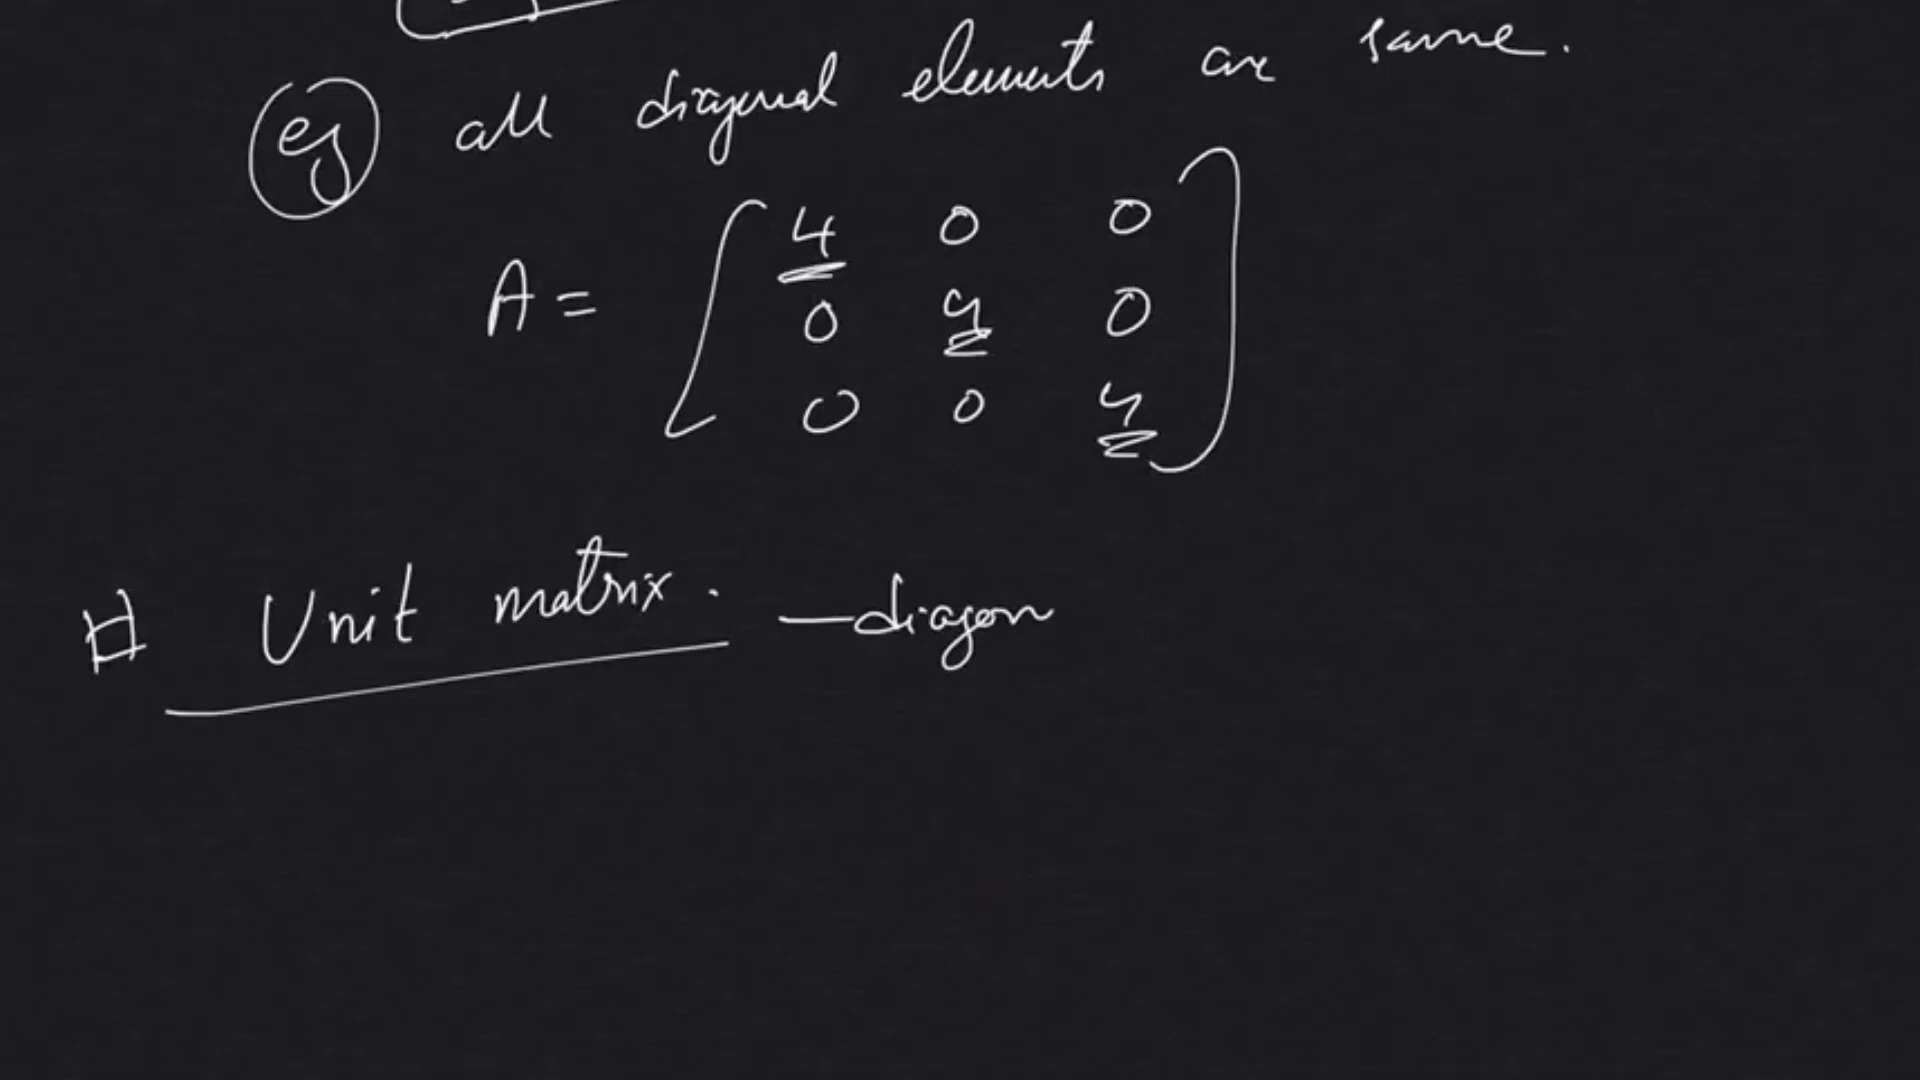 eg all diagonal elements are same.
A = [ 4 0 0
0 4 0
0 0 4 ]
# Unit matrix. — diagon